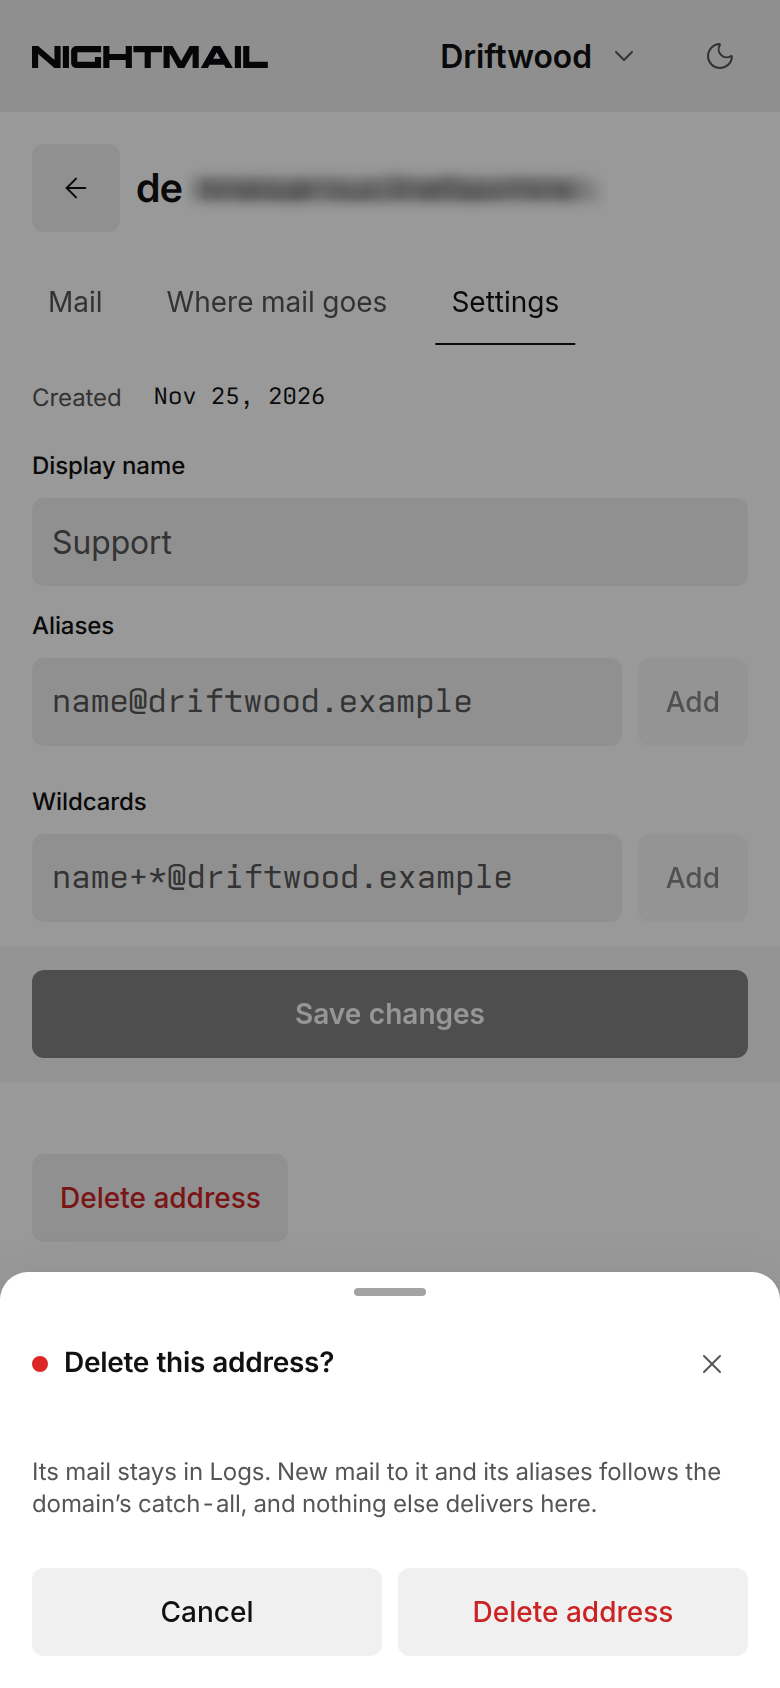 NIGHTMAIL
Driftwood
de
Mail
Where mail goes
Settings
Created
Nov 25, 2026
Display name
Support
Aliases
name@driftwood.example
Add
Wildcards
name+*@driftwood.example
Add
Save changes
Delete address
Delete this address?
Its mail stays in Logs. New mail to it and its aliases follows the
domain’s catch-all, and nothing else delivers here.
Cancel
Delete address